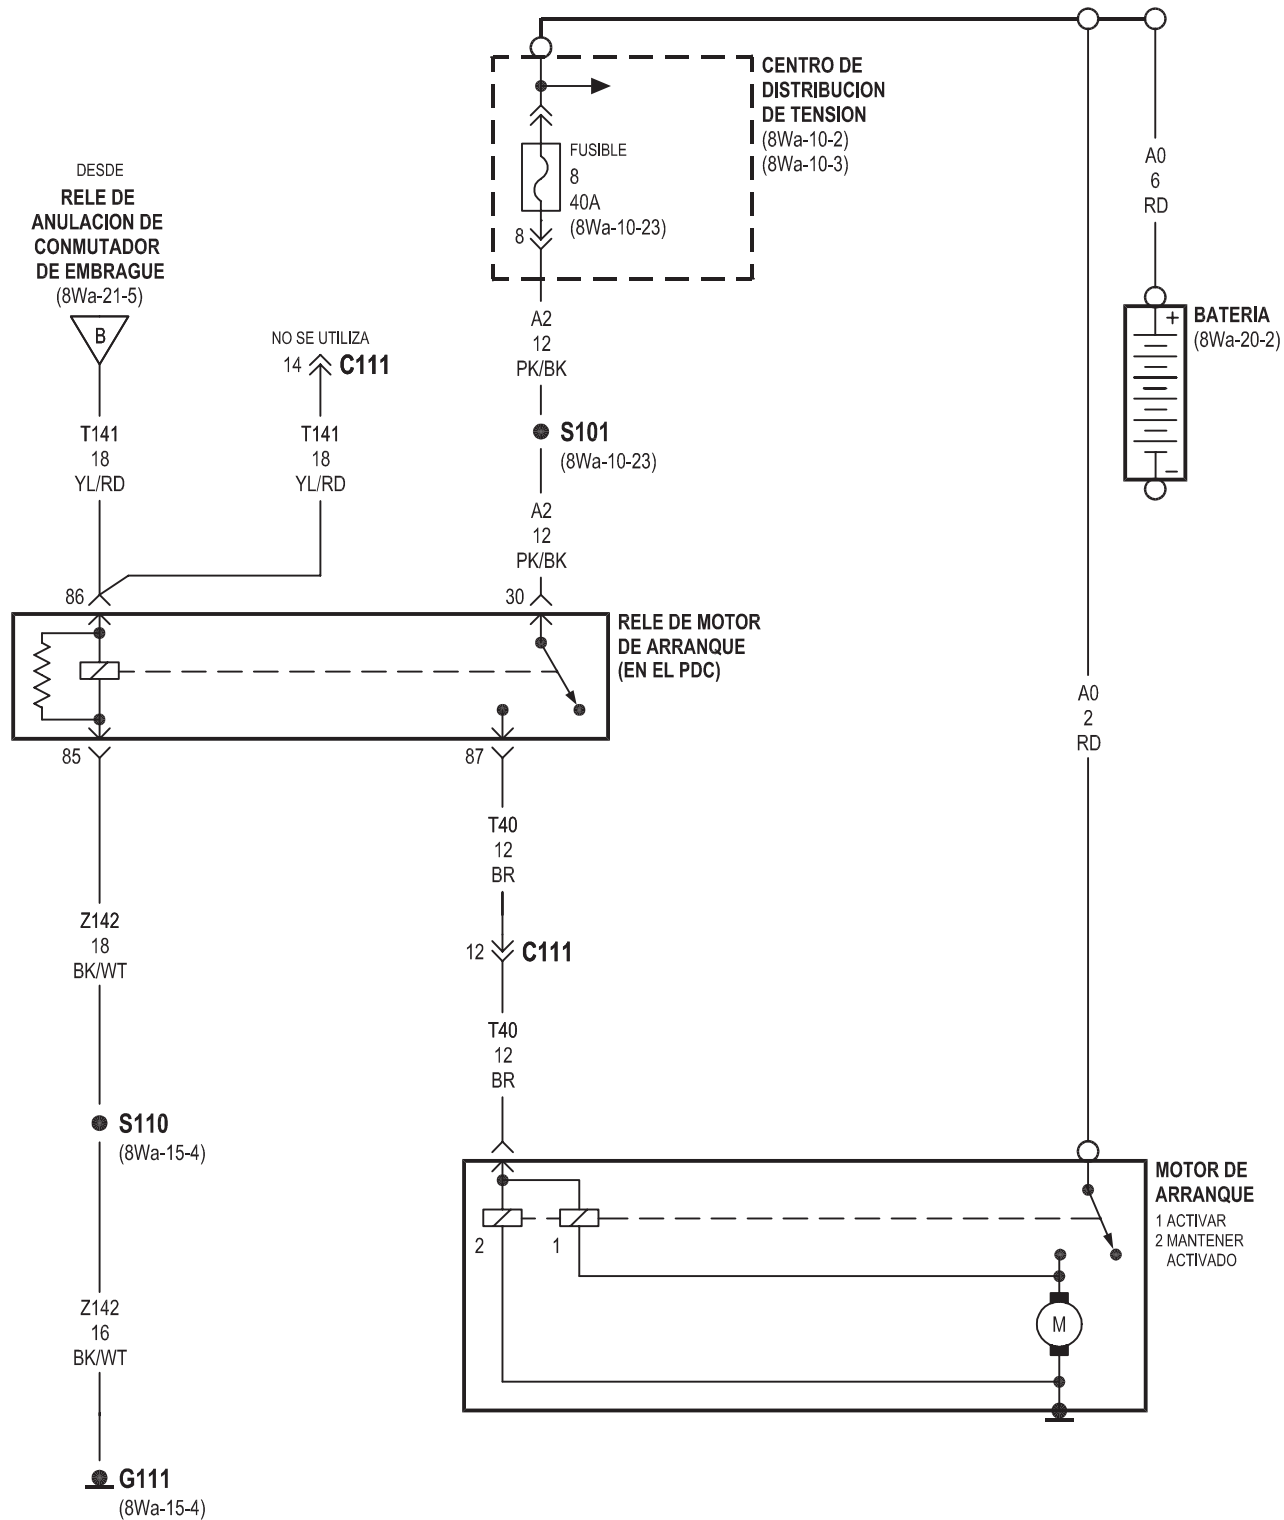 CENTRO DE
DISTRIBUCION
DE TENSION
(8Wa-10-2)
(8Wa-10-3)
FUSIBLE
8
40A
(8Wa-10-23)
8
A0
6
RD
DESDE
RELE DE
ANULACION DE
CONMUTADOR
DE EMBRAGUE
(8Wa-21-5)
B
NO SE UTILIZA
14 C111
A2
12
PK/BK
+
-
BATERIA
(8Wa-20-2)
T141
18
YL/RD
T141
18
YL/RD
S101
(8Wa-10-23)
A2
12
PK/BK
86
30
RELE DE MOTOR
DE ARRANQUE
(EN EL PDC)
A0
2
RD
85
87
T40
12
BR
Z142
18
BK/WT
12 C111
T40
12
BR
S110
(8Wa-15-4)
MOTOR DE
ARRANQUE
1 ACTIVAR
2 MANTENER
ACTIVADO
2
1
M
Z142
16
BK/WT
G111
(8Wa-15-4)